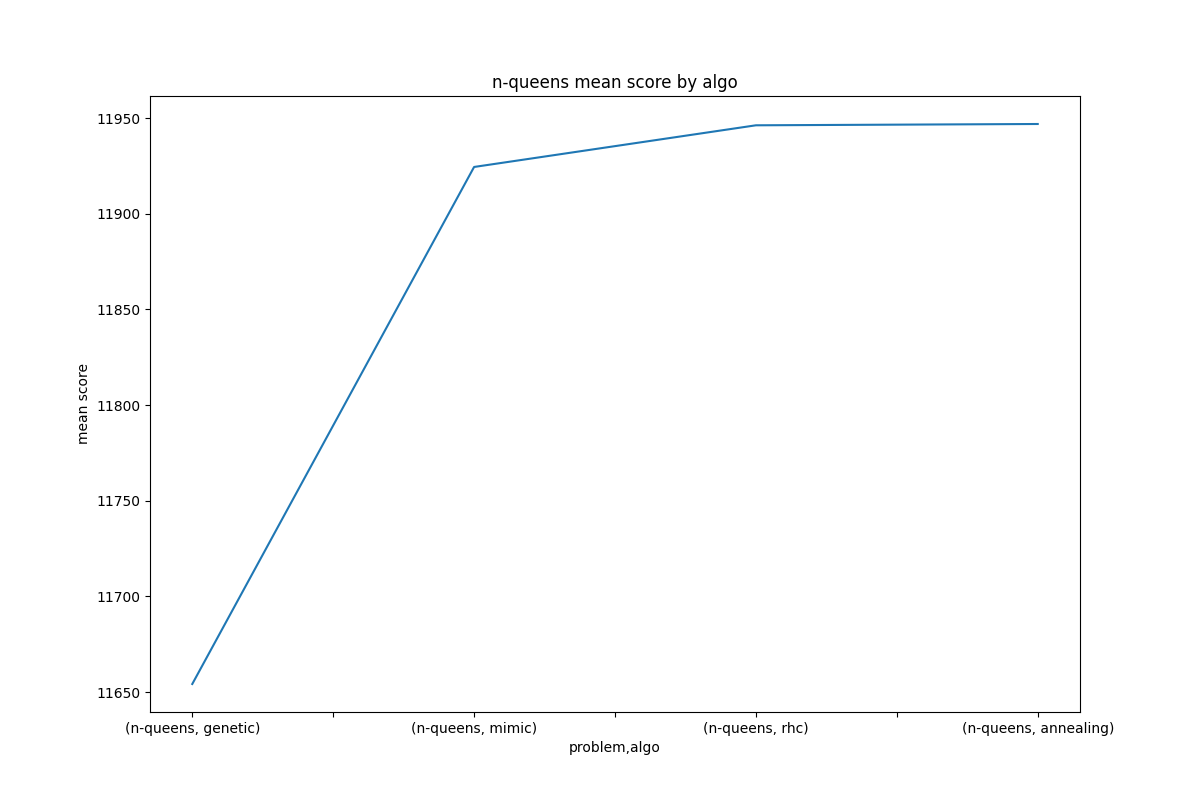 n-queens mean score by algo
11950
11900
11850
11800
11750
11700
11650
mean score
(n-queens, genetic) (n-queens, mimic) (n-queens, rhc) (n-queens, annealing)
problem,algo